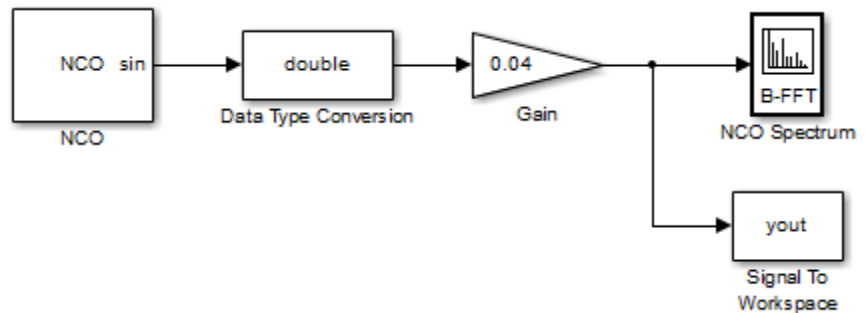 NCO sin
NCO
double
Data Type Conversion
0.04
Gain
B-FFT
NCO Spectrum
yout
Signal To
Workspace